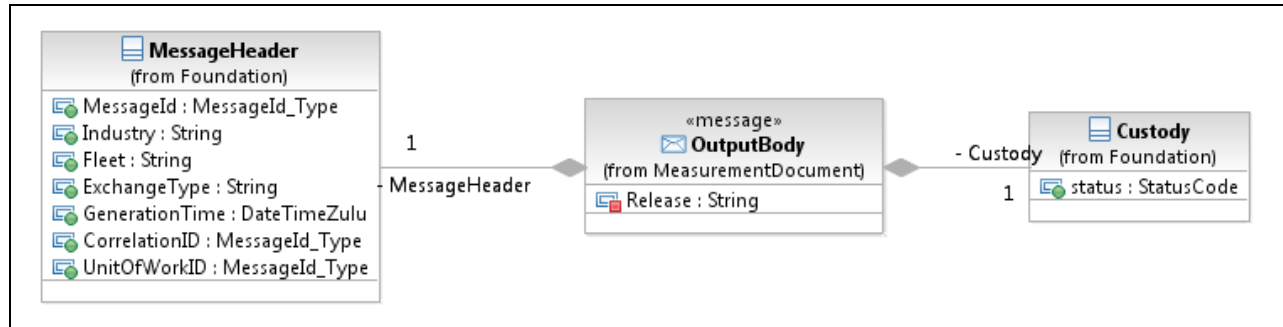 MessageHeader
(from Foundation)
MessageId : MessageId_Type
Industry : String
Fleet : String
ExchangeType : String
GenerationTime : DateTimeZulu
CorrelationID : MessageId_Type
UnitOfWorkID : MessageId_Type
1
- MessageHeader
«message»
OutputBody
(from MeasurementDocument)
Release : String
- Custody
1
Custody
(from Foundation)
status : StatusCode